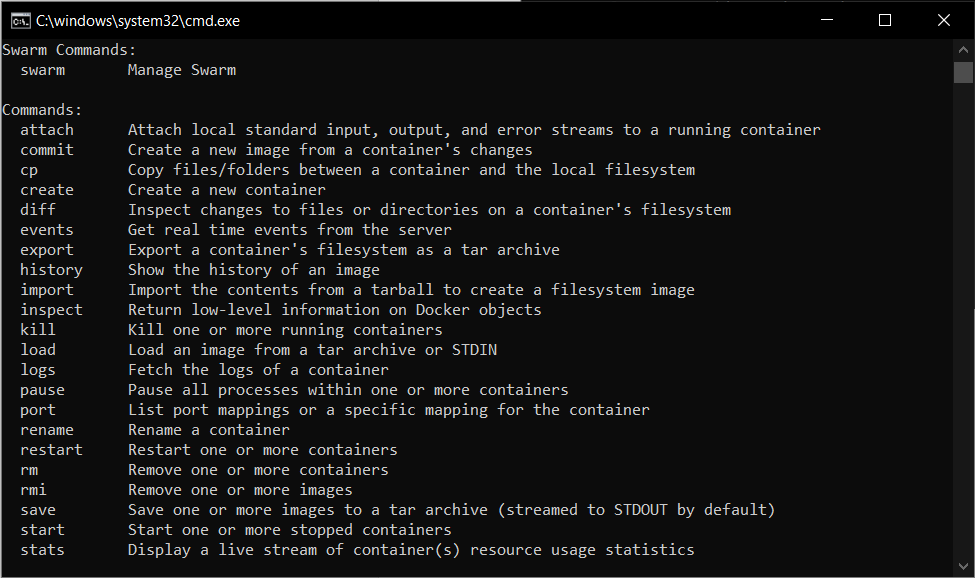 C:\windows\system32\cmd.exe
Swarm Commands:
  swarm       Manage Swarm

Commands:
  attach      Attach local standard input, output, and error streams to a running container
  commit      Create a new image from a container's changes
  cp          Copy files/folders between a container and the local filesystem
  create      Create a new container
  diff        Inspect changes to files or directories on a container's filesystem
  events      Get real time events from the server
  export      Export a container's filesystem as a tar archive
  history     Show the history of an image
  import      Import the contents from a tarball to create a filesystem image
  inspect     Return low-level information on Docker objects
  kill        Kill one or more running containers
  load        Load an image from a tar archive or STDIN
  logs        Fetch the logs of a container
  pause       Pause all processes within one or more containers
  port        List port mappings or a specific mapping for the container
  rename      Rename a container
  restart     Restart one or more containers
  rm          Remove one or more containers
  rmi         Remove one or more images
  save        Save one or more images to a tar archive (streamed to STDOUT by default)
  start       Start one or more stopped containers
  stats       Display a live stream of container(s) resource usage statistics